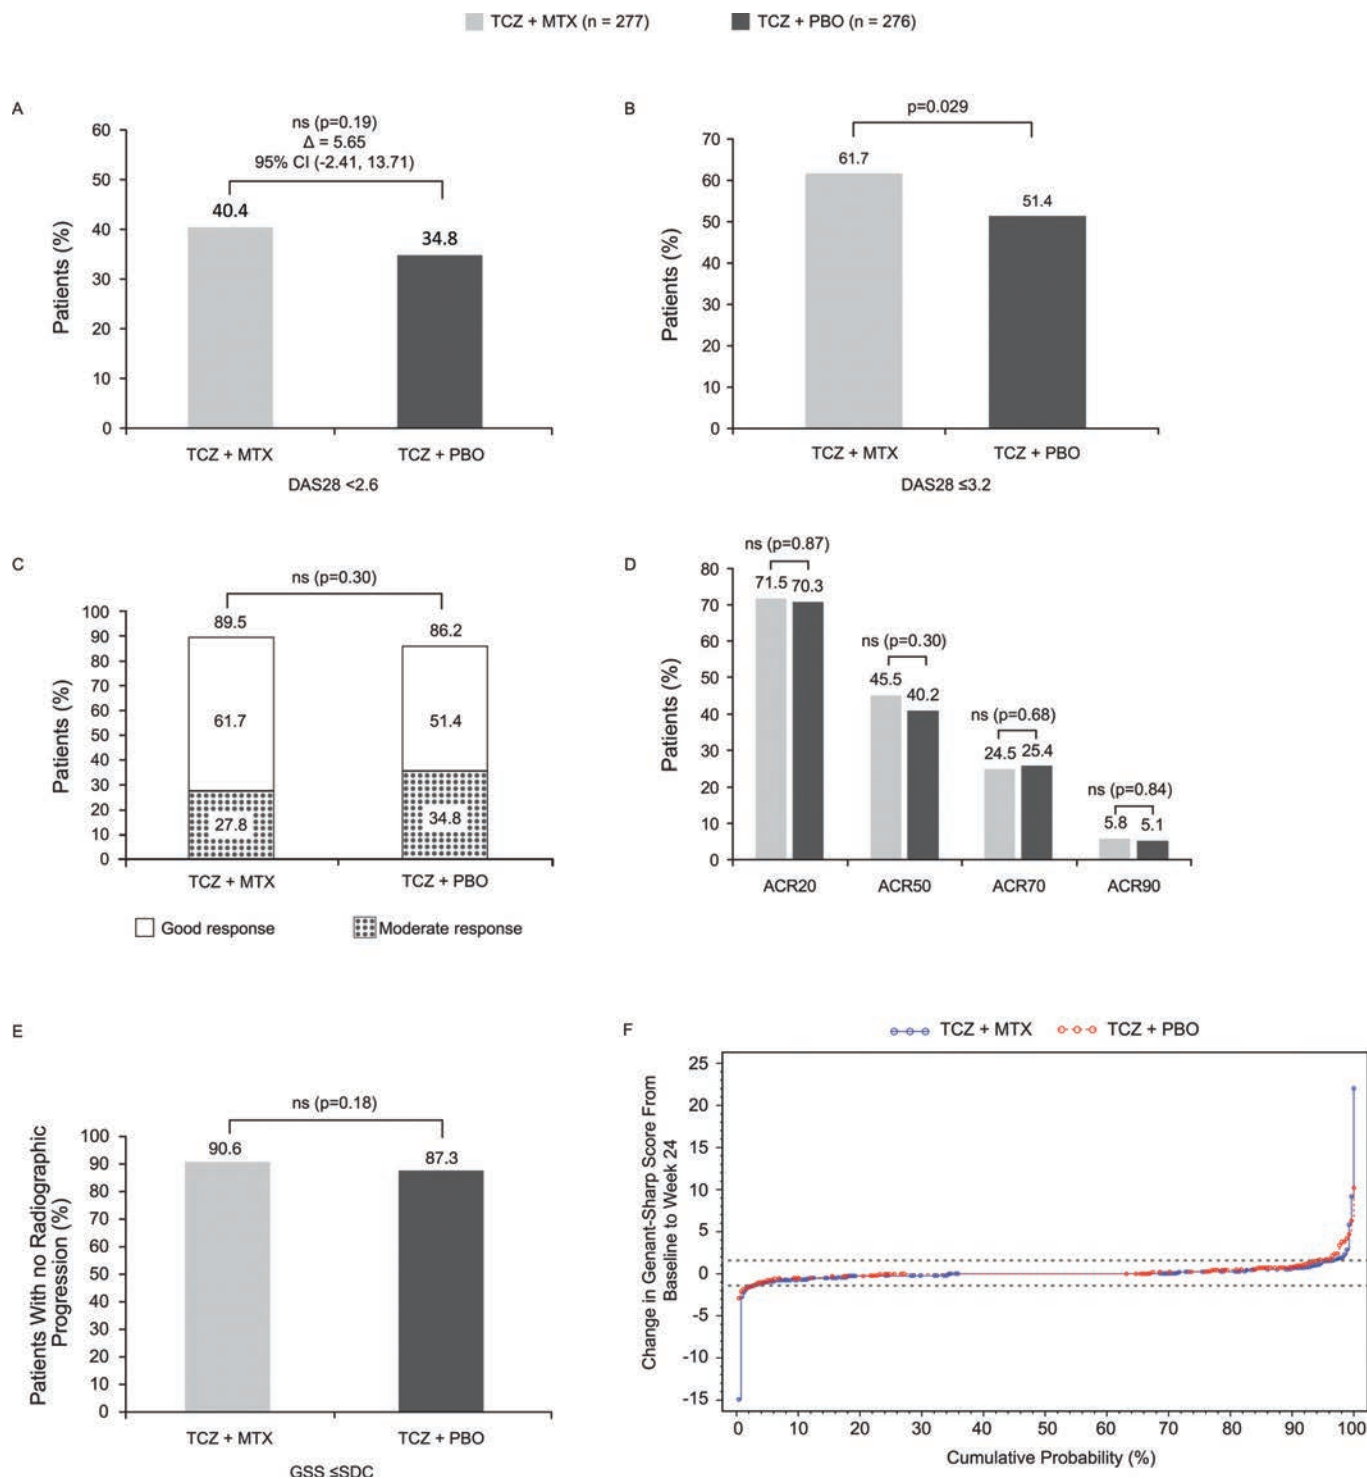 TCZ + MTX (n = 277) TCZ + PBO (n = 276)
A
ns (p=0.19)
Δ = 5.65
95% CI (-2.41, 13.71)
60
50
40
30
20
10
0
Patients (%)
40.4
34.8
TCZ + MTX TCZ + PBO
DAS28 <2.6
B
p=0.029
70
60
50
40
30
20
10
0
Patients (%)
61.7
51.4
TCZ + MTX TCZ + PBO
DAS28 ≤3.2
C
ns (p=0.30)
100
90
80
70
60
50
40
30
20
10
0
Patients (%)
89.5
86.2
61.7
51.4
27.8
34.8
TCZ + MTX TCZ + PBO
Good response Moderate response
D
80
70
60
50
40
30
20
10
0
Patients (%)
ns (p=0.87)
71.5 70.3
ns (p=0.30)
45.5 40.2
ns (p=0.68)
24.5 25.4
ns (p=0.84)
5.8 5.1
ACR20 ACR50 ACR70 ACR90
E
ns (p=0.18)
100
90
80
70
60
50
40
30
20
10
0
Patients With no Radiographic
Progression (%)
90.6
87.3
TCZ + MTX TCZ + PBO
GSS ≤SDC
F
TCZ + MTX TCZ + PBO
25
20
15
10
5
0
-5
-10
-15
Change in Genant-Sharp Score From
Baseline to Week 24
0 10 20 30 40 50 60 70 80 90 100
Cumulative Probability (%)